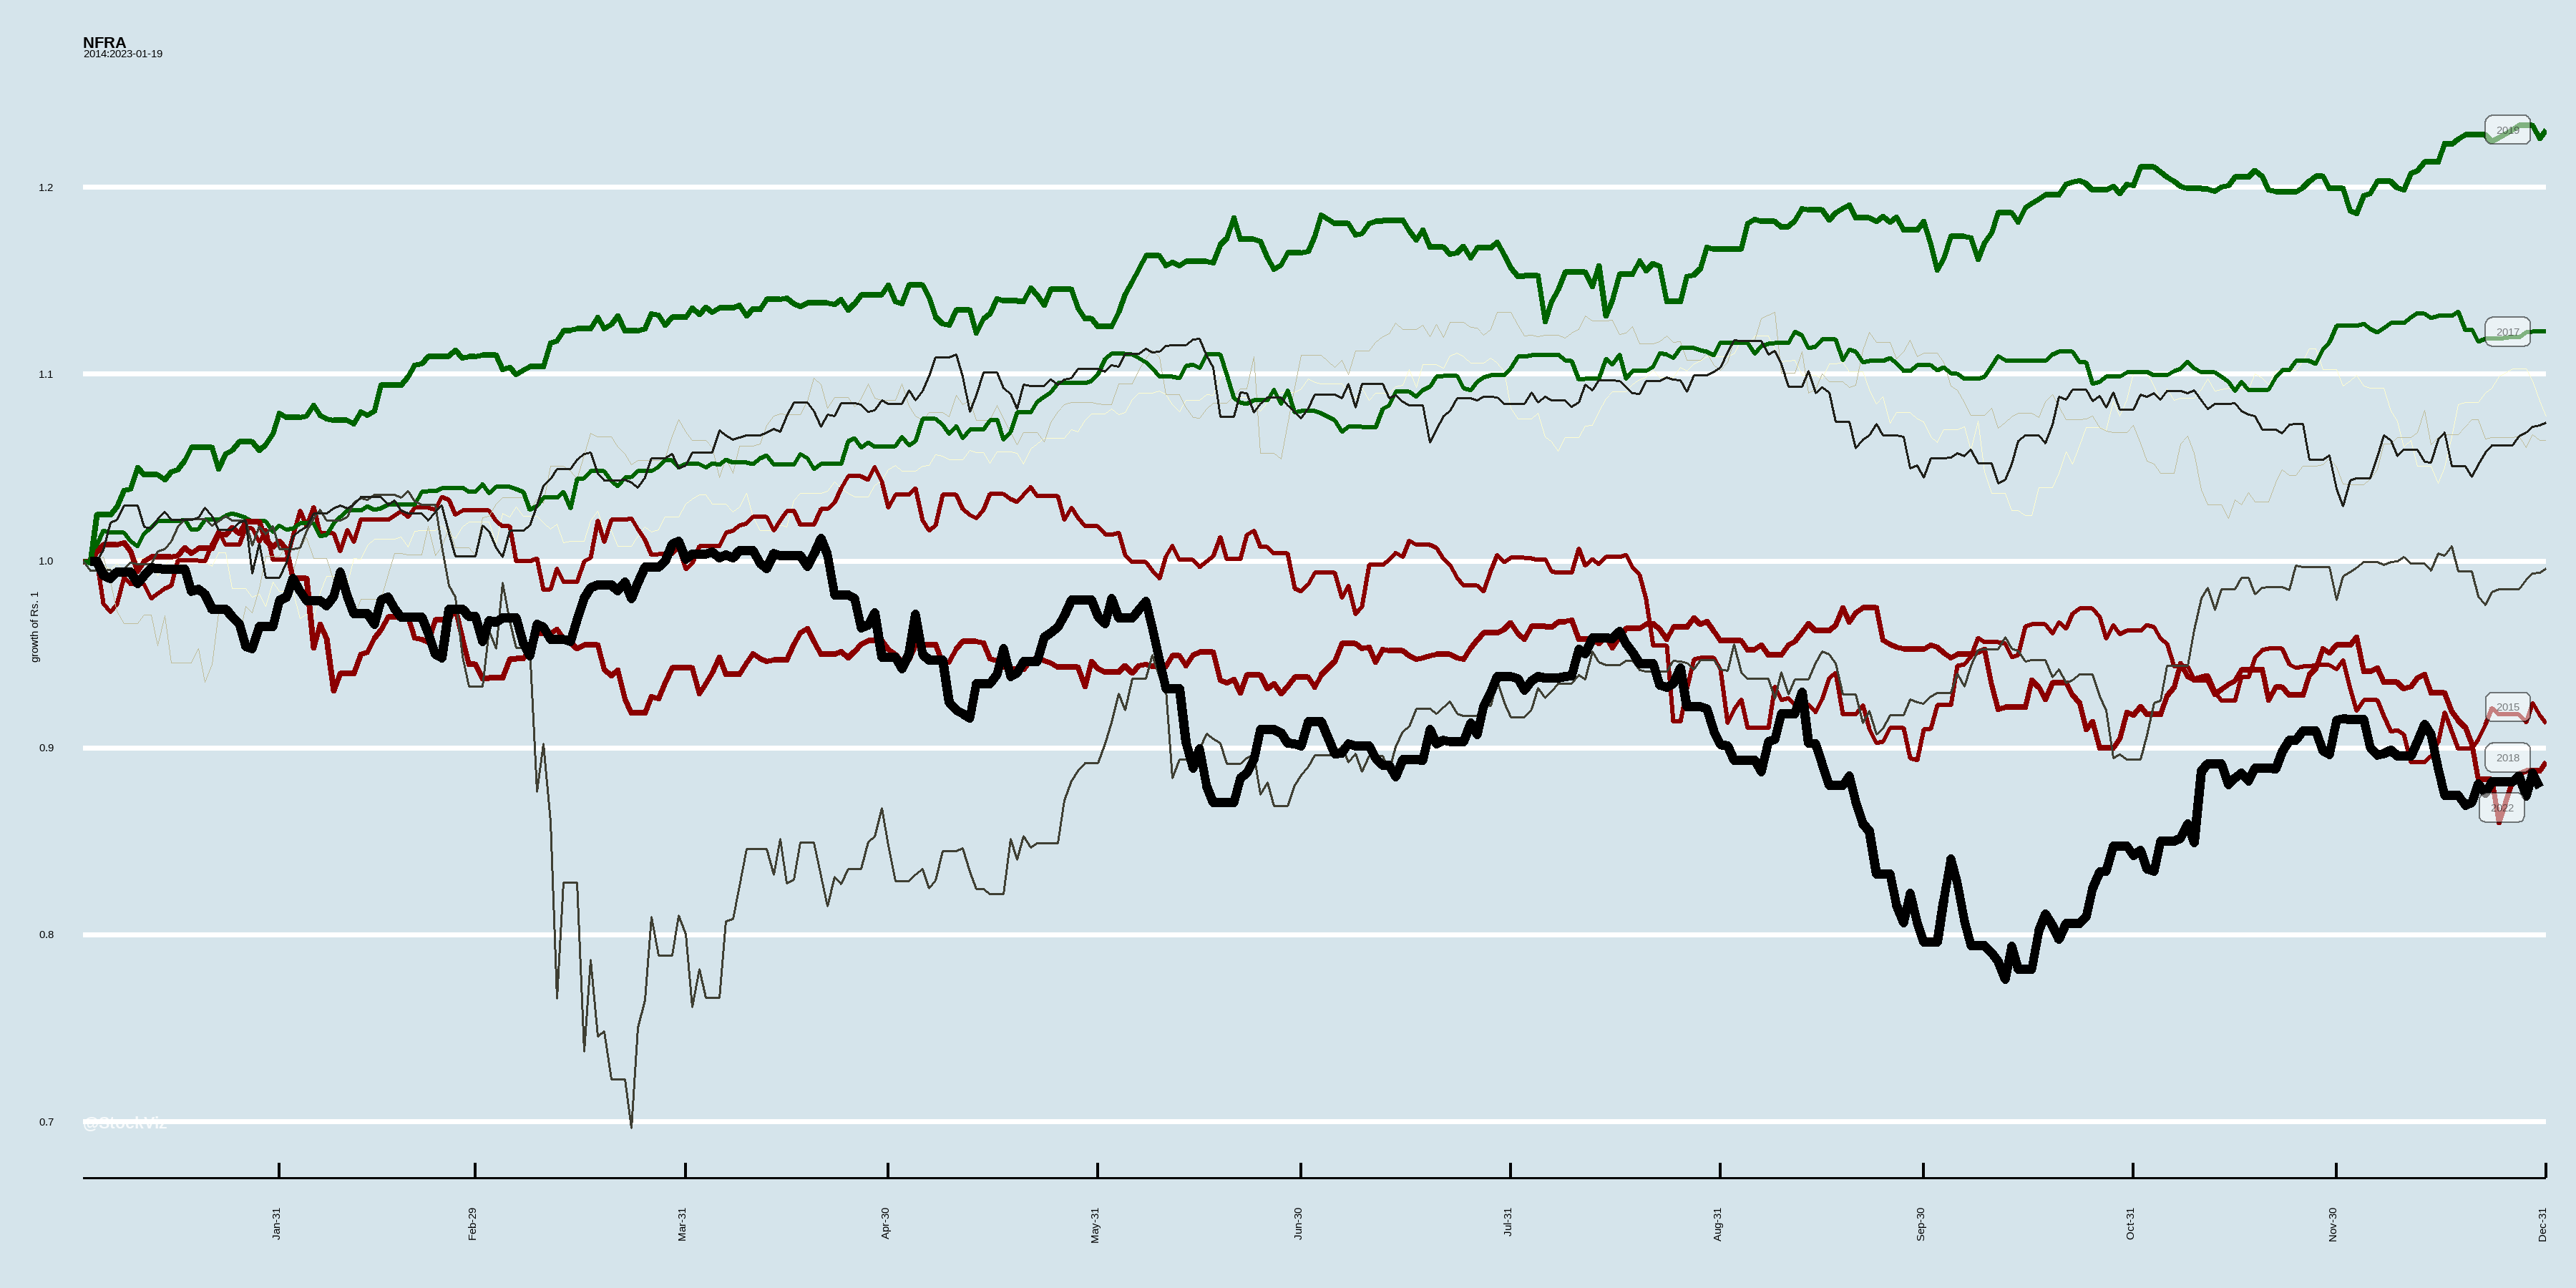 NFRA
2014:2023-01-19
2019
1.2
2017
1.1
1.0
growth of Rs. 1
2015
0.9
2018
2022
0.8
0.7
@StockViz
Jan-31
Feb-29
Mar-31
Apr-30
May-31
Jun-30
Jul-31
Aug-31
Sep-30
Oct-31
Nov-30
Dec-31